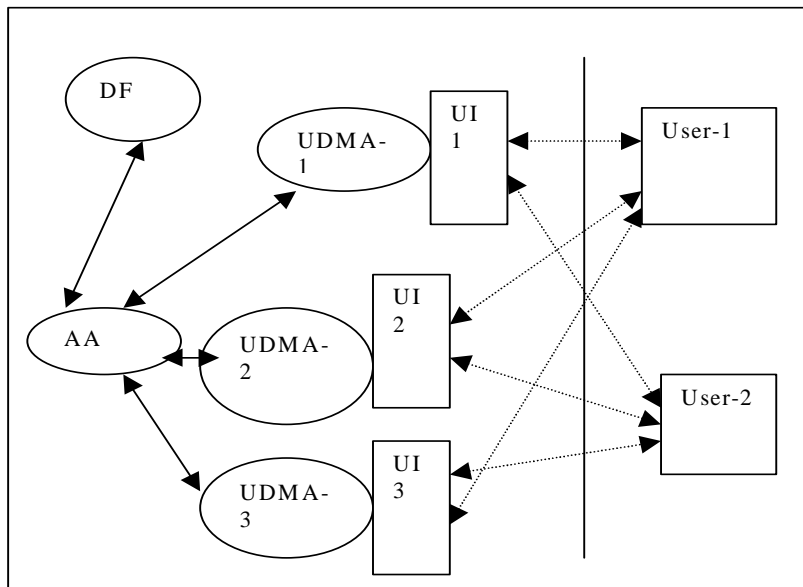 DF
UDMA-
1
UI
1
User-1
AA
UDMA-
2
UI
2
User-2
UDMA-
3
UI
3